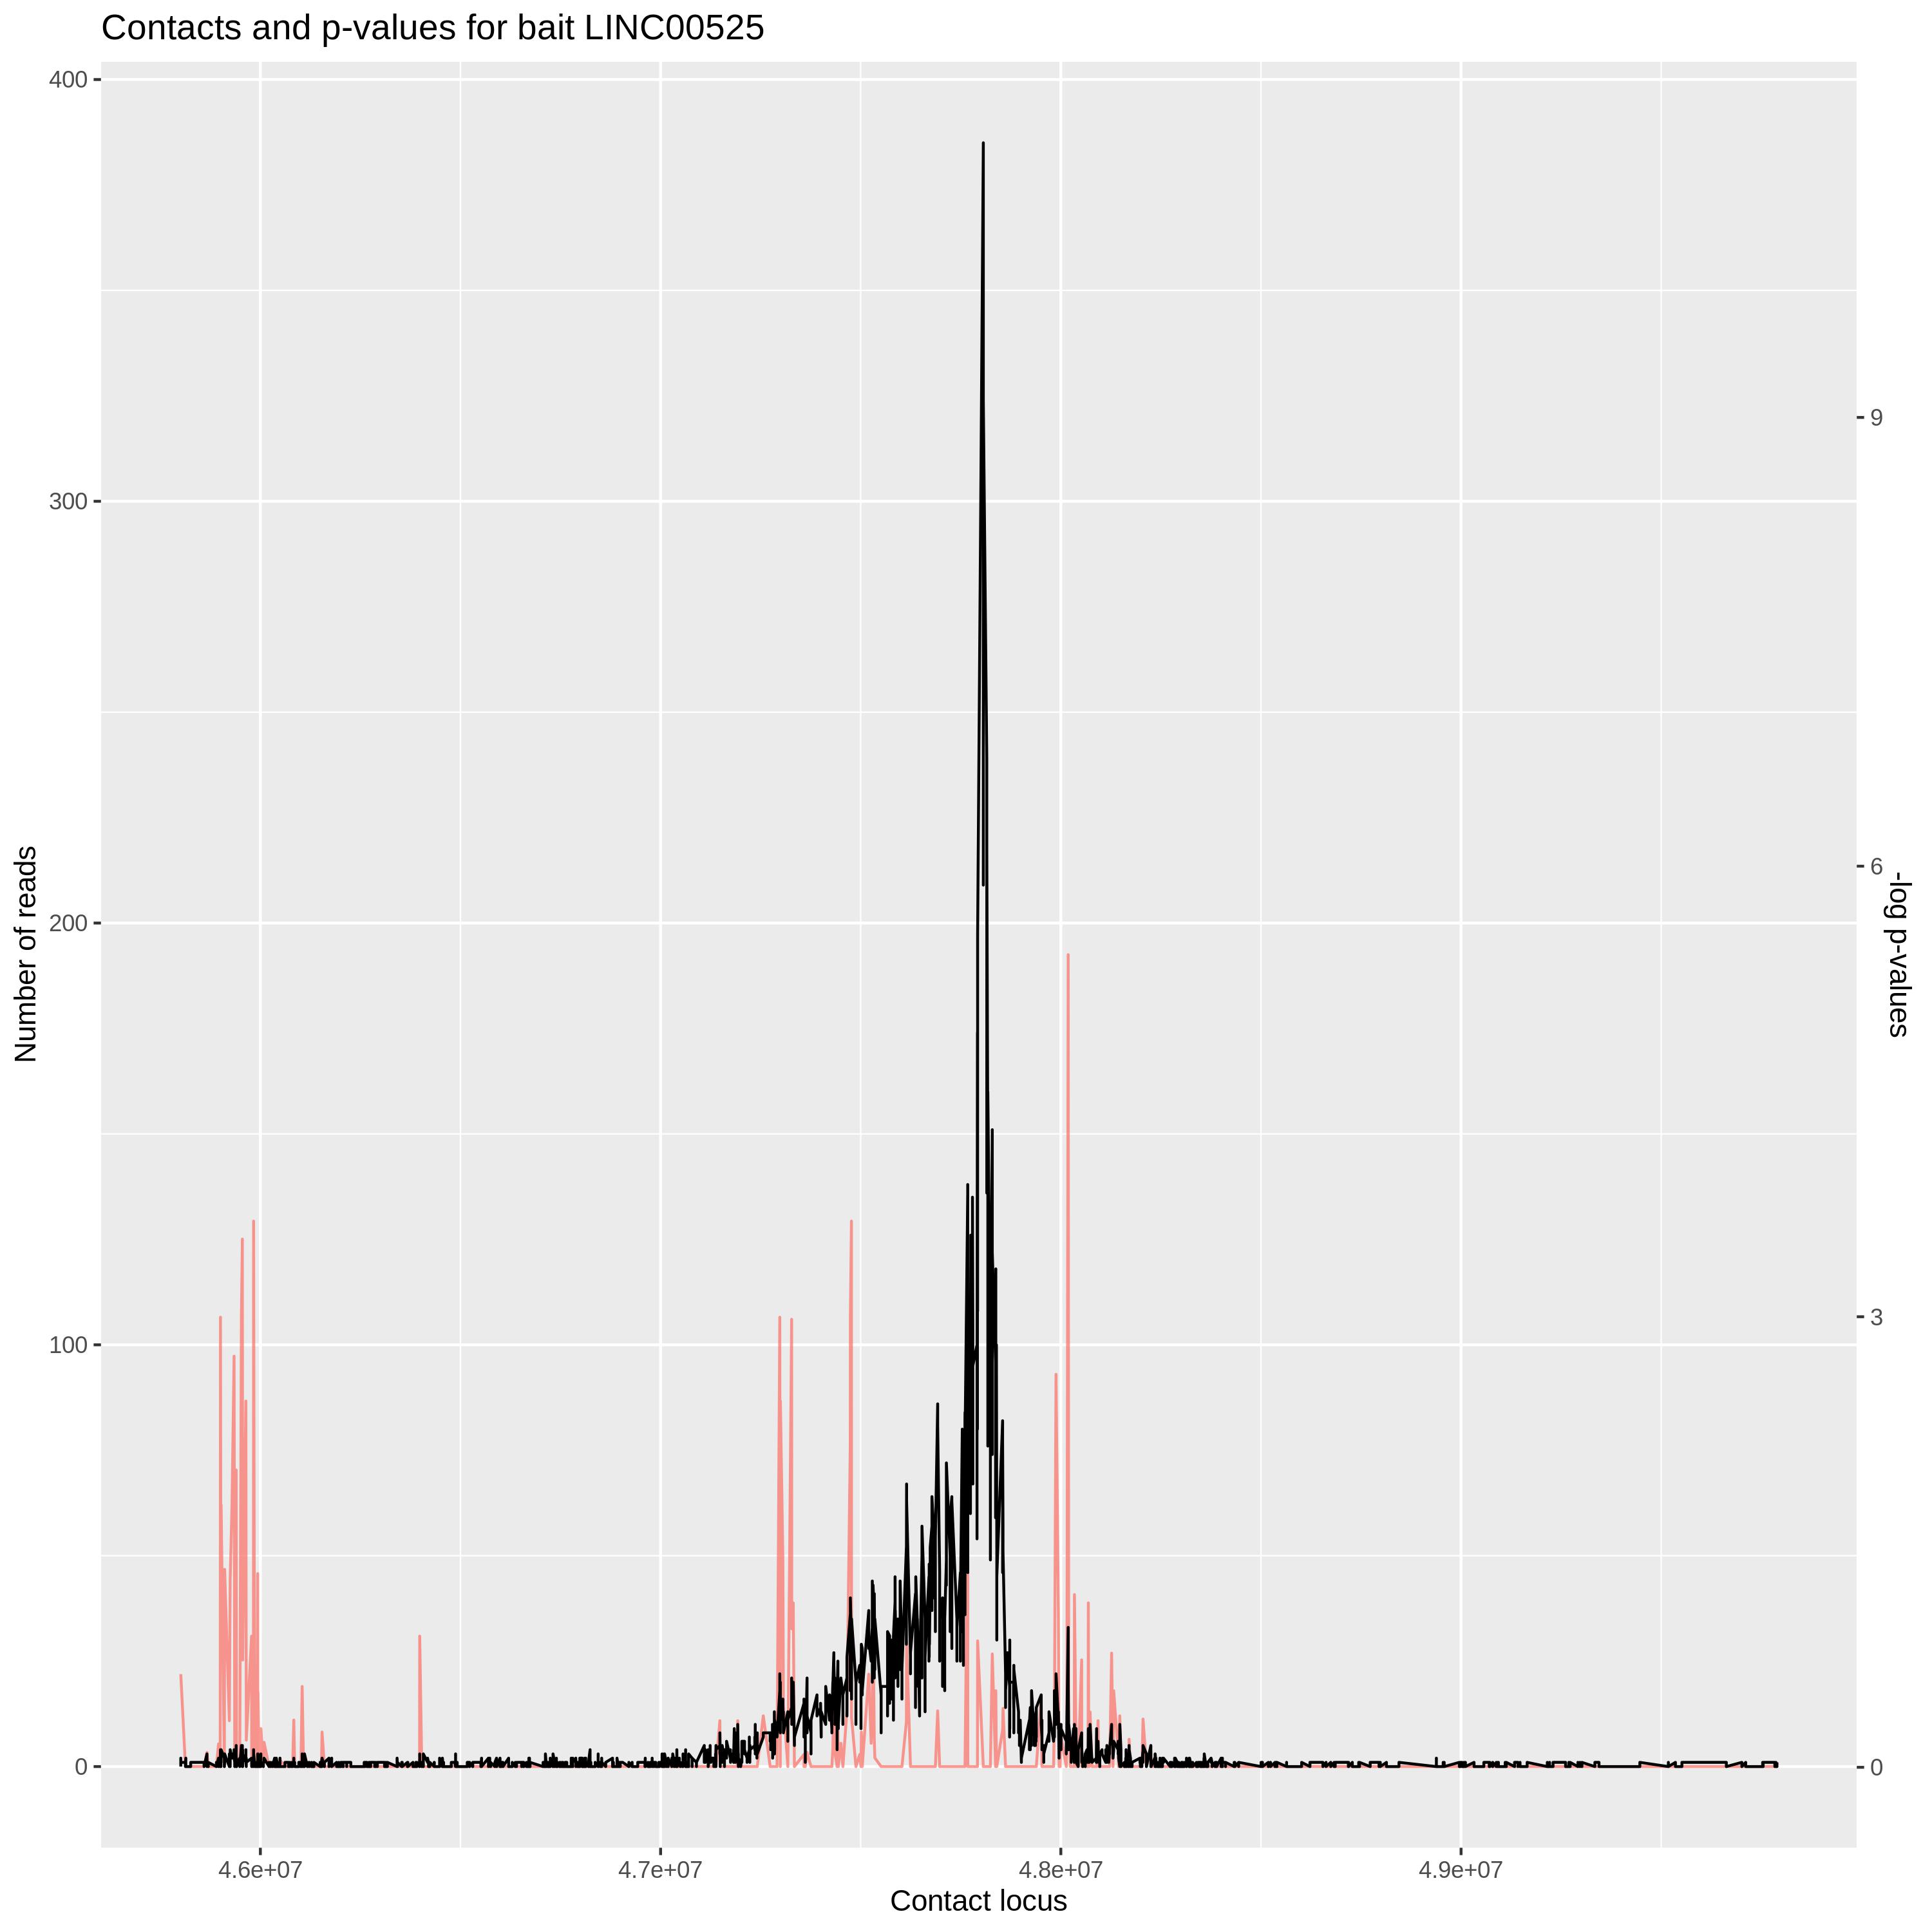 Contacts and p-values for bait LINC00525
400
300
200
100
0
Number of reads
9
6
3
0
-log p-values
4.6e+07
4.7e+07
4.8e+07
4.9e+07
Contact locus